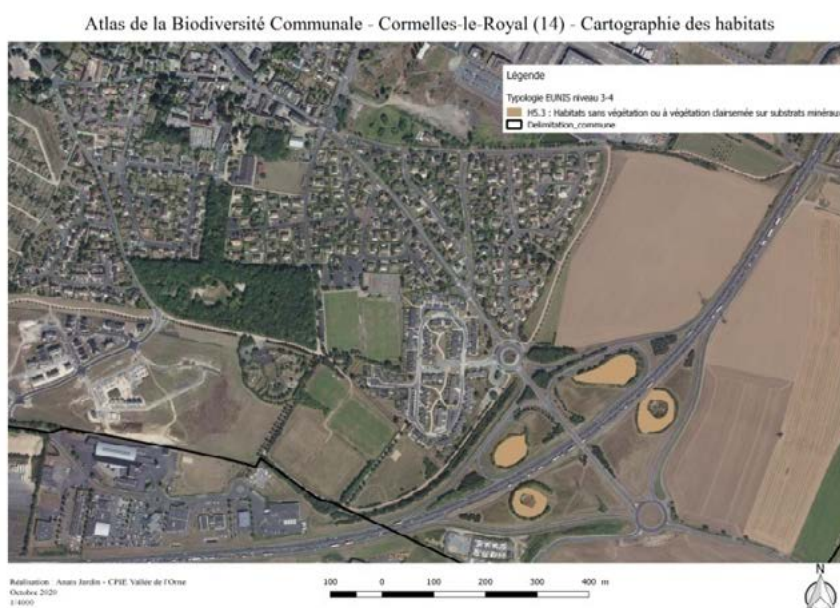 Atlas de la Biodiversité Communale - Cormelles-le-Royal (14) - Cartographie des habitats
Légende
Typologie EUNIS niveau 3-4
H5.3 : Habitats sans végétation ou à végétation clairsemée sur substrats minéraux
Délimitation_commune
Réalisation : Anaïs Jardin - CPIE Vallée de l'Orne
Octobre 2020
1/4000
100 0 100 200 300 400 m
N